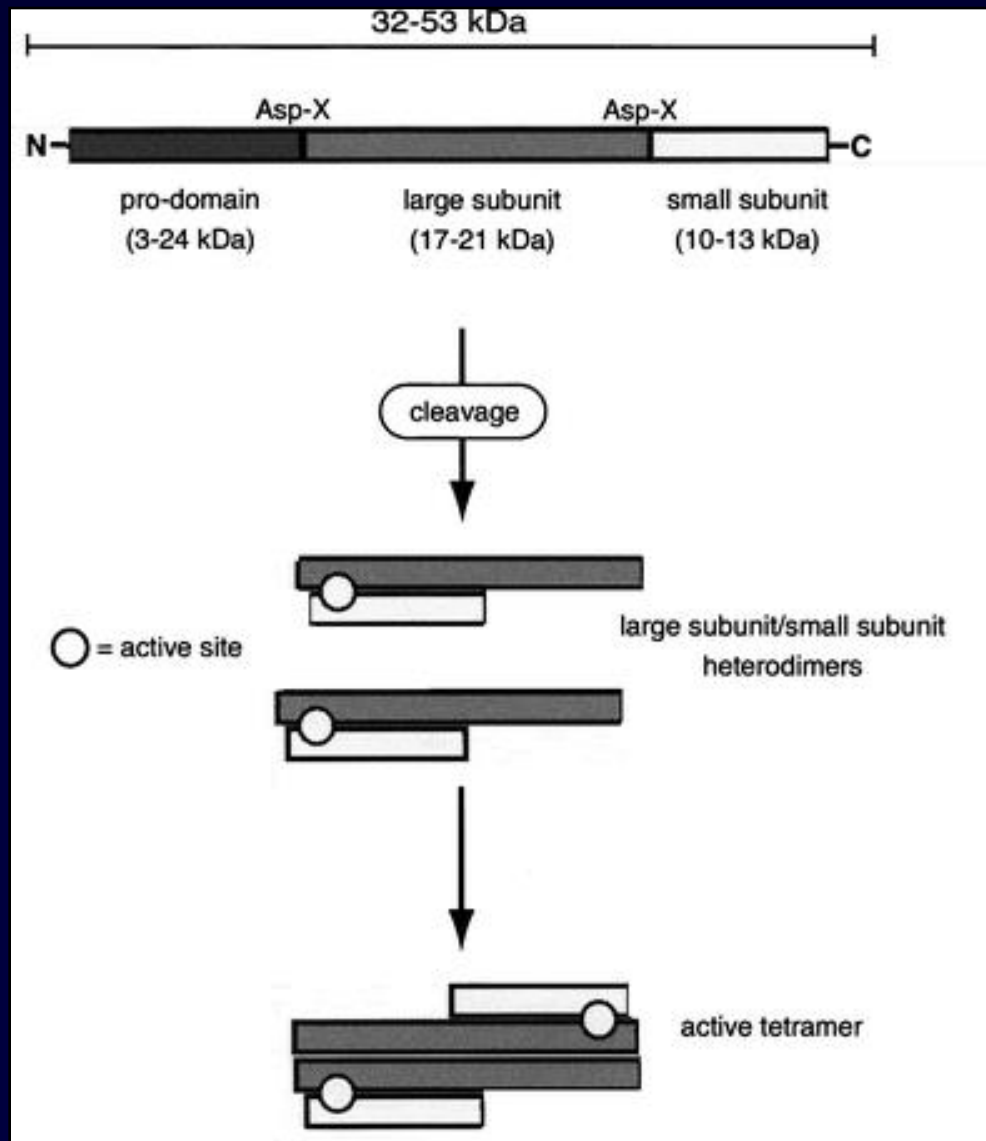 32-53 kDa
Asp-X Asp-X
N C
pro-domain large subunit small subunit
(3-24 kDa) (17-21 kDa) (10-13 kDa)
cleavage
= active site
large subunit/small subunit
heterodimers
active tetramer